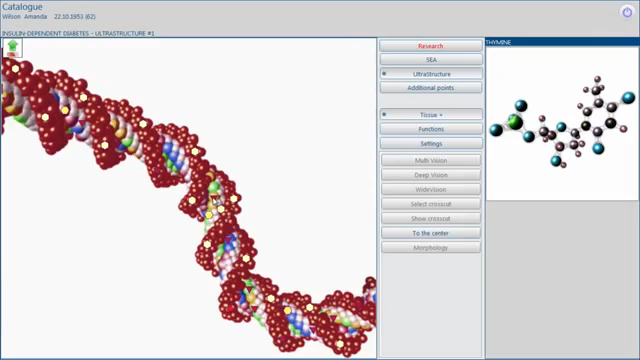 Catalogue
Wilson Amanda 22.10.1953 (62)
INSULIN-DEPENDENT DIABETES - ULTRASTRUCTURE #1
Research
SEA
UltraStructure
Additional points
Tissue +
Functions
Settings
Multi Vision
Deep Vision
WideVision
Select crosscut
Show crosscut
To the center
Morphology
THYMINE